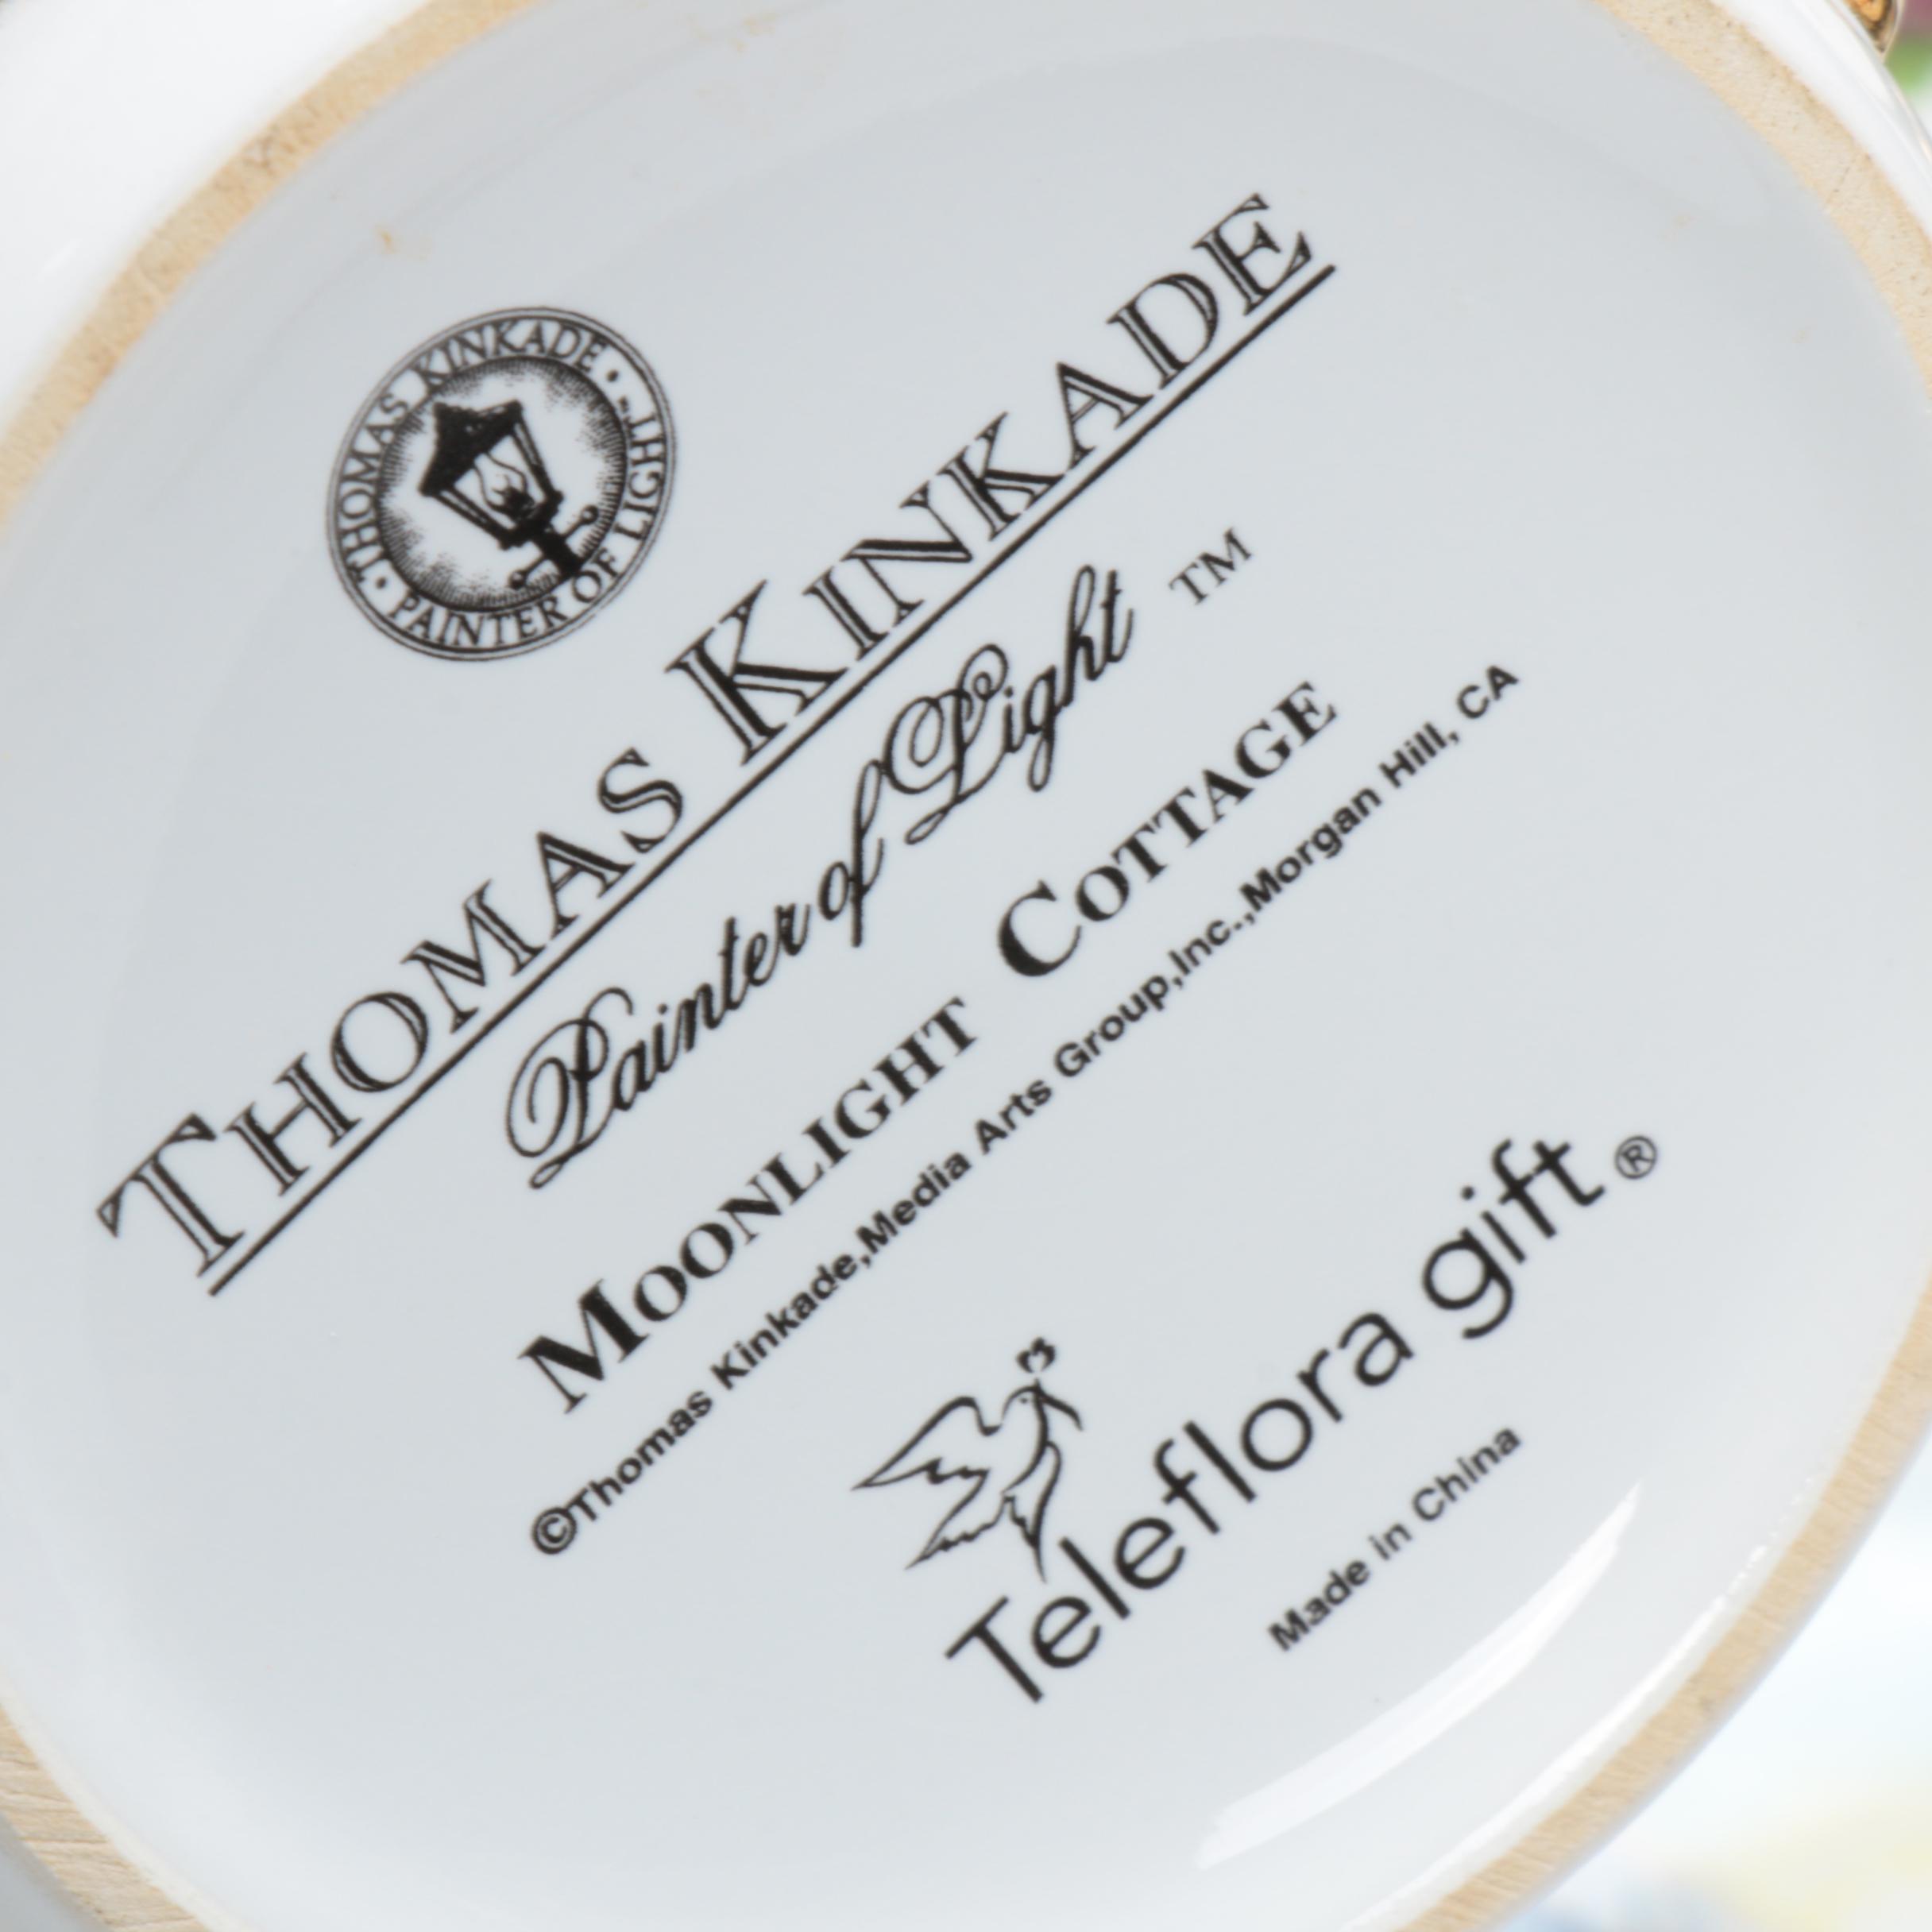 THOMAS KINKADE · PAINTER OF LIGHT™ ·
THOMAS KINKADE
Painter of Light ™
MOONLIGHT COTTAGE
©Thomas Kinkade,Media Arts Group,Inc.,Morgan Hill, CA
Teleflora gift ®
Made in China